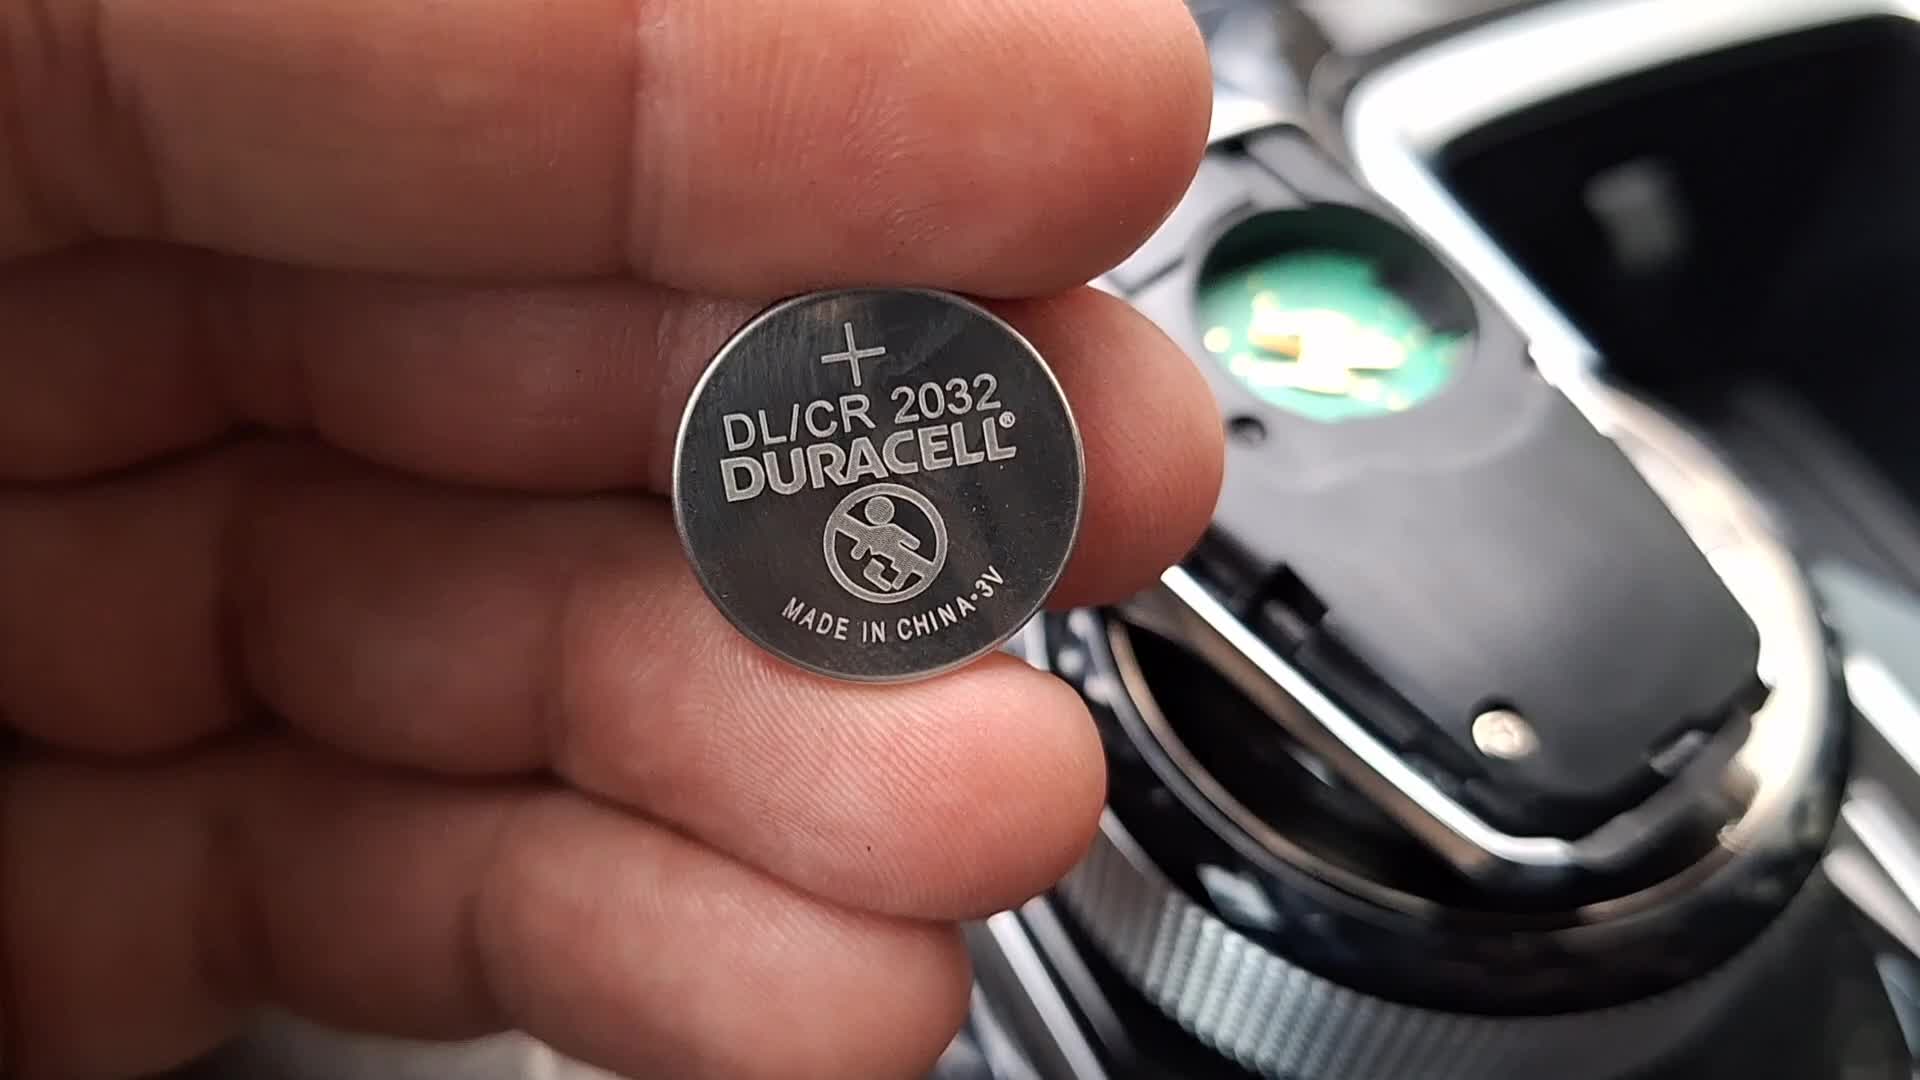 +
DL/CR 2032
DURACELL®
MADE IN CHINA·3V